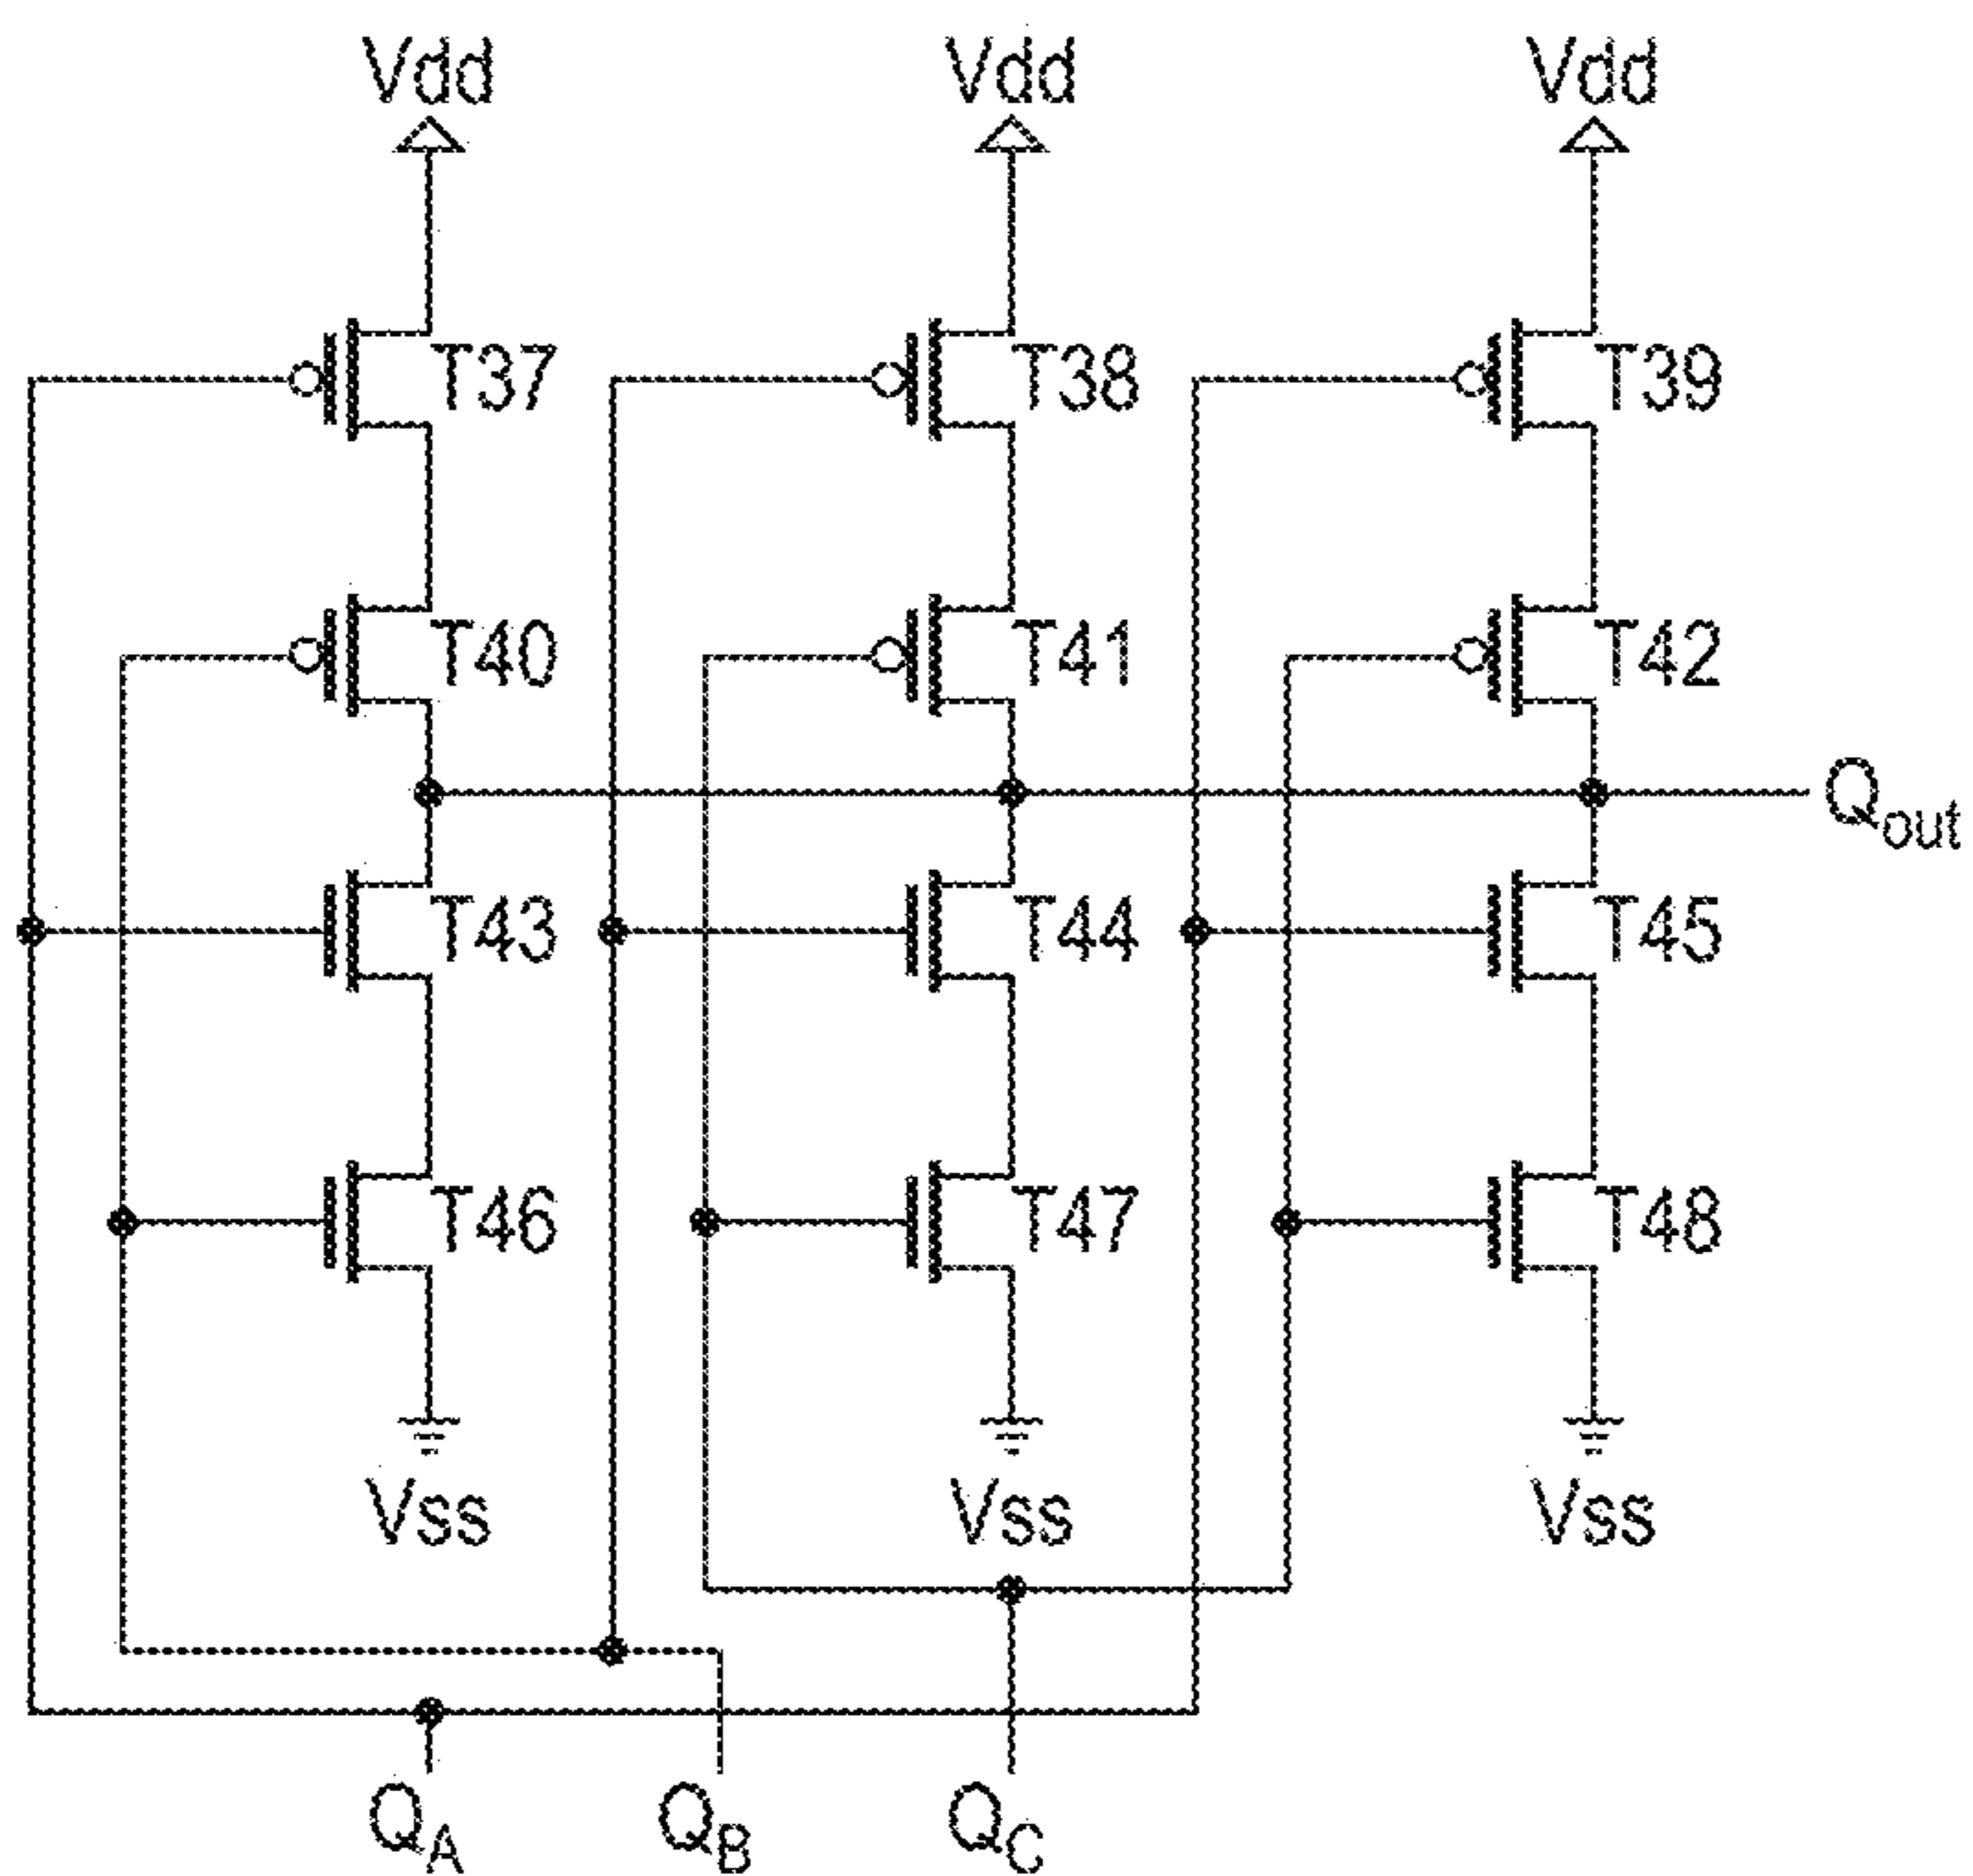 Vdd Vdd Vdd
T37 T38 T39
T40 T41 T42
Qout
T43 T44 T45
T46 T47 T48
Vss Vss Vss
QA QB QC